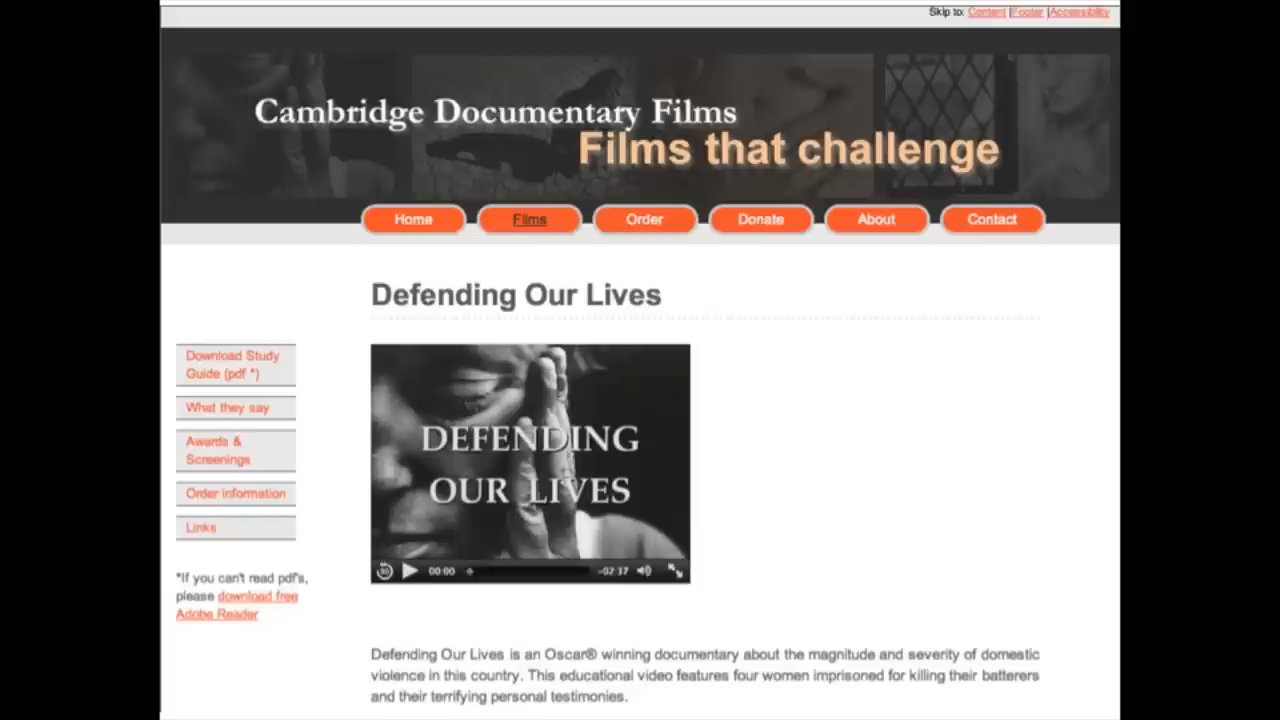 Skip to: Content |Footer |Accessibility
Cambridge Documentary Films
Films that challenge
Home Films Order Donate About Contact
Defending Our Lives
Download Study
Guide (pdf *)
What they say
Awards &
Screenings
Order information
Links
*If you can't read pdf's,
please download free
Adobe Reader
DEFENDING
OUR LIVES
30 00:00 -02:37
Defending Our Lives is an Oscar® winning documentary about the magnitude and severity of domestic
violence in this country. This educational video features four women imprisoned for killing their batterers
and their terrifying personal testimonies.